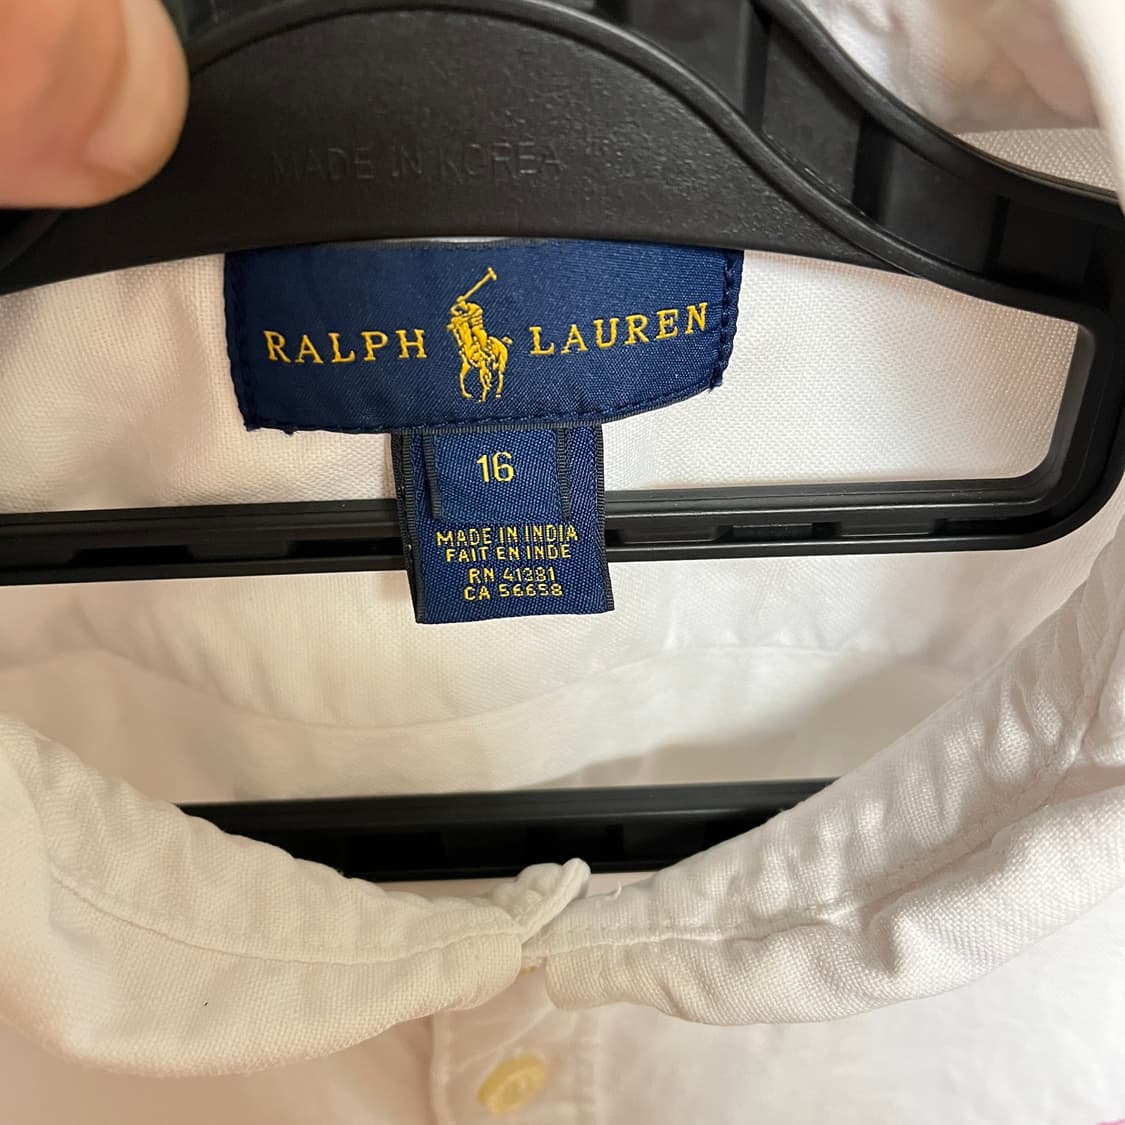 MADE IN KOREA
RALPH LAUREN
16
MADE IN INDIA
FAIT EN INDE
RN 41381
CA 56658